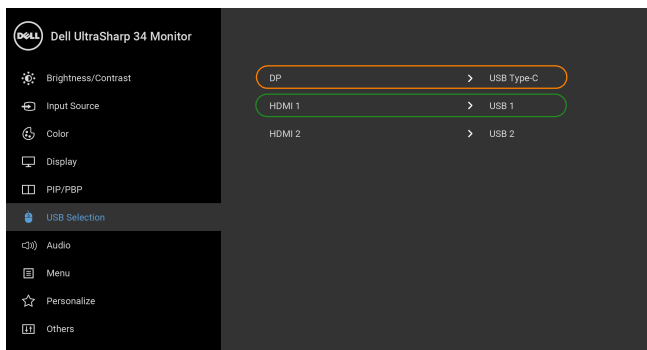 DELL Dell UltraSharp 34 Monitor
Brightness/Contrast
Input Source
Color
Display
PIP/PBP
USB Selection
Audio
Menu
Personalize
Others
DP > USB Type-C
HDMI 1 > USB 1
HDMI 2 > USB 2